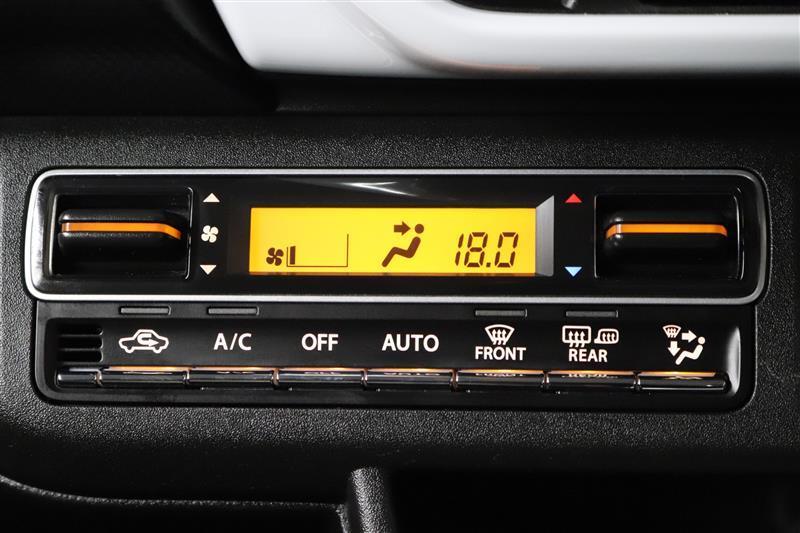 18.0
A/C OFF AUTO FRONT REAR